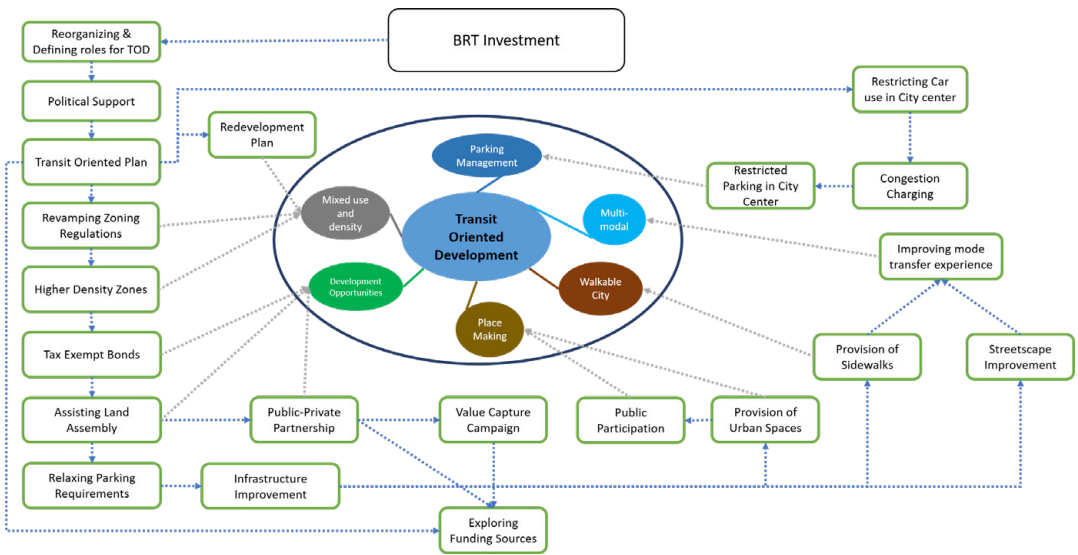 BRT Investment
Reorganizing &
Defining roles for TOD
Political Support
Transit Oriented Plan
Revamping Zoning
Regulations
Higher Density Zones
Tax Exempt Bonds
Assisting Land
Assembly
Relaxing Parking
Requirements
Redevelopment
Plan
Parking
Management
Mixed use
and
density
Transit
Oriented
Development
Multi-
modal
Development
Opportunities
Walkable
City
Place
Making
Restricting Car
use in City center
Restricted
Parking in City
Center
Congestion
Charging
Improving mode
transfer experience
Provision of
Sidewalks
Streetscape
Improvement
Public-Private
Partnership
Value Capture
Campaign
Public
Participation
Provision of
Urban Spaces
Infrastructure
Improvement
Exploring
Funding Sources